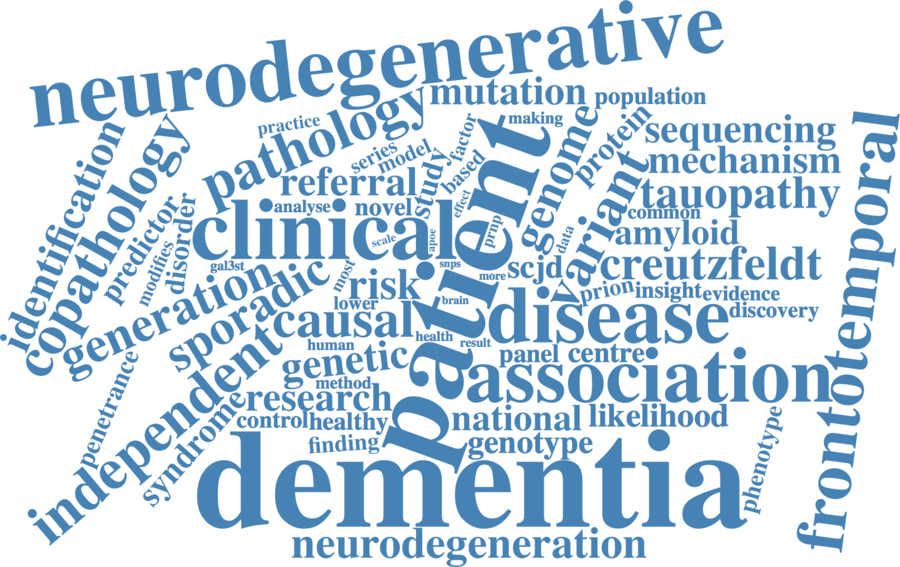 neurodegenerative
mutation
population
practice
pathology
making
identification
copathology
series
model
factor
study
based
effect
patient
genome
protein
sequencing
mechanism
tauopathy
frontotemporal
referral
analyse
novel
clinical
scale
apoe
prnp
data
variant
common
amyloid
predictor
modifies
disorder
gal3st
snps
more
scjd
creutzfeldt
generation
sporadic
most
risk
lower
brain
prion
insight
evidence
discovery
causal
disease
human
health
result
panel
centre
genetic
method
association
independent
penetrance
syndrome
research
control
healthy
national
likelihood
finding
genotype
phenotype
dementia
neurodegeneration